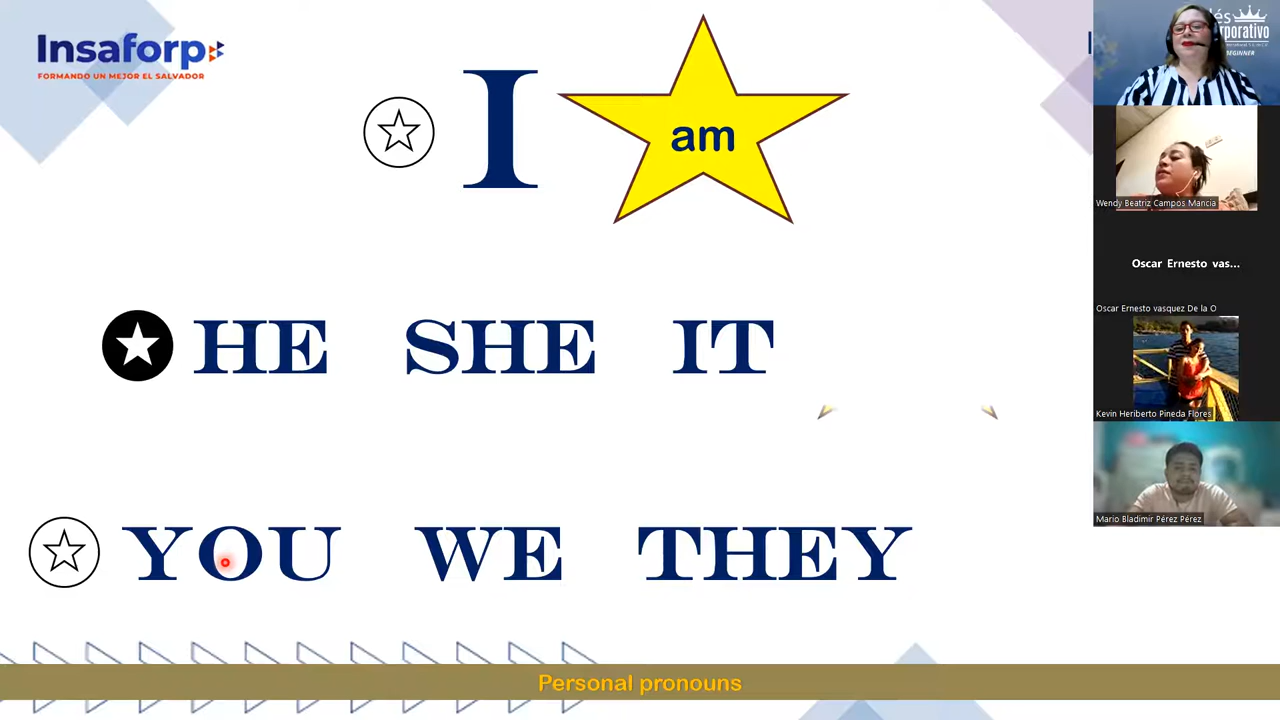 Insaforp
FORMANDO UN MEJOR EL SALVADOR
I am
HE SHE IT
YOU WE THEY
Personal pronouns
BEGINNER
Wendy Beatriz Campos Mancia
Oscar Ernesto vas...
Oscar Ernesto vasquez De la O
Kevin Heriberto Pineda Flores
Mario Bladimir Pérez Pérez